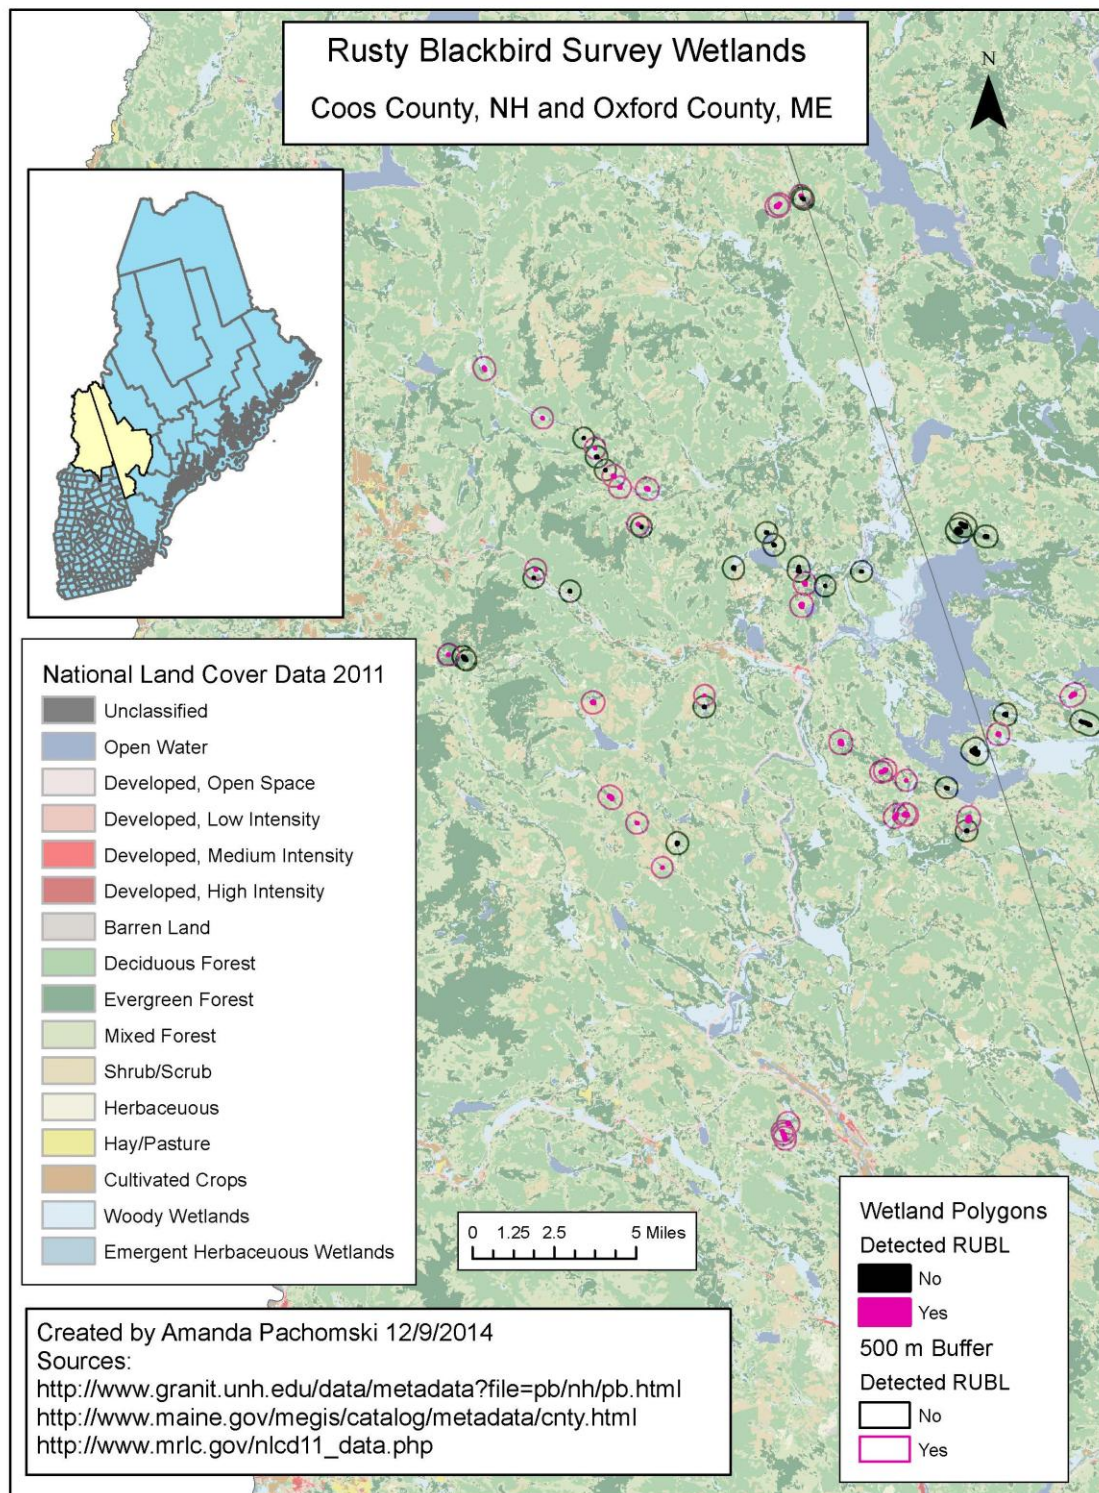 Rusty Blackbird Survey Wetlands
Coos County, NH and Oxford County, ME
N
National Land Cover Data 2011
Unclassified
Open Water
Developed, Open Space
Developed, Low Intensity
Developed, Medium Intensity
Developed, High Intensity
Barren Land
Deciduous Forest
Evergreen Forest
Mixed Forest
Shrub/Scrub
Herbaceuous
Hay/Pasture
Cultivated Crops
Woody Wetlands
Emergent Herbaceuous Wetlands
0 1.25 2.5 5 Miles
Wetland Polygons
Detected RUBL
No
Yes
500 m Buffer
Detected RUBL
No
Yes
Created by Amanda Pachomski 12/9/2014
Sources:
http://www.granit.unh.edu/data/metadata?file=pb/nh/pb.html
http://www.maine.gov/megis/catalog/metadata/cnty.html
http://www.mrlc.gov/nlcd11_data.php